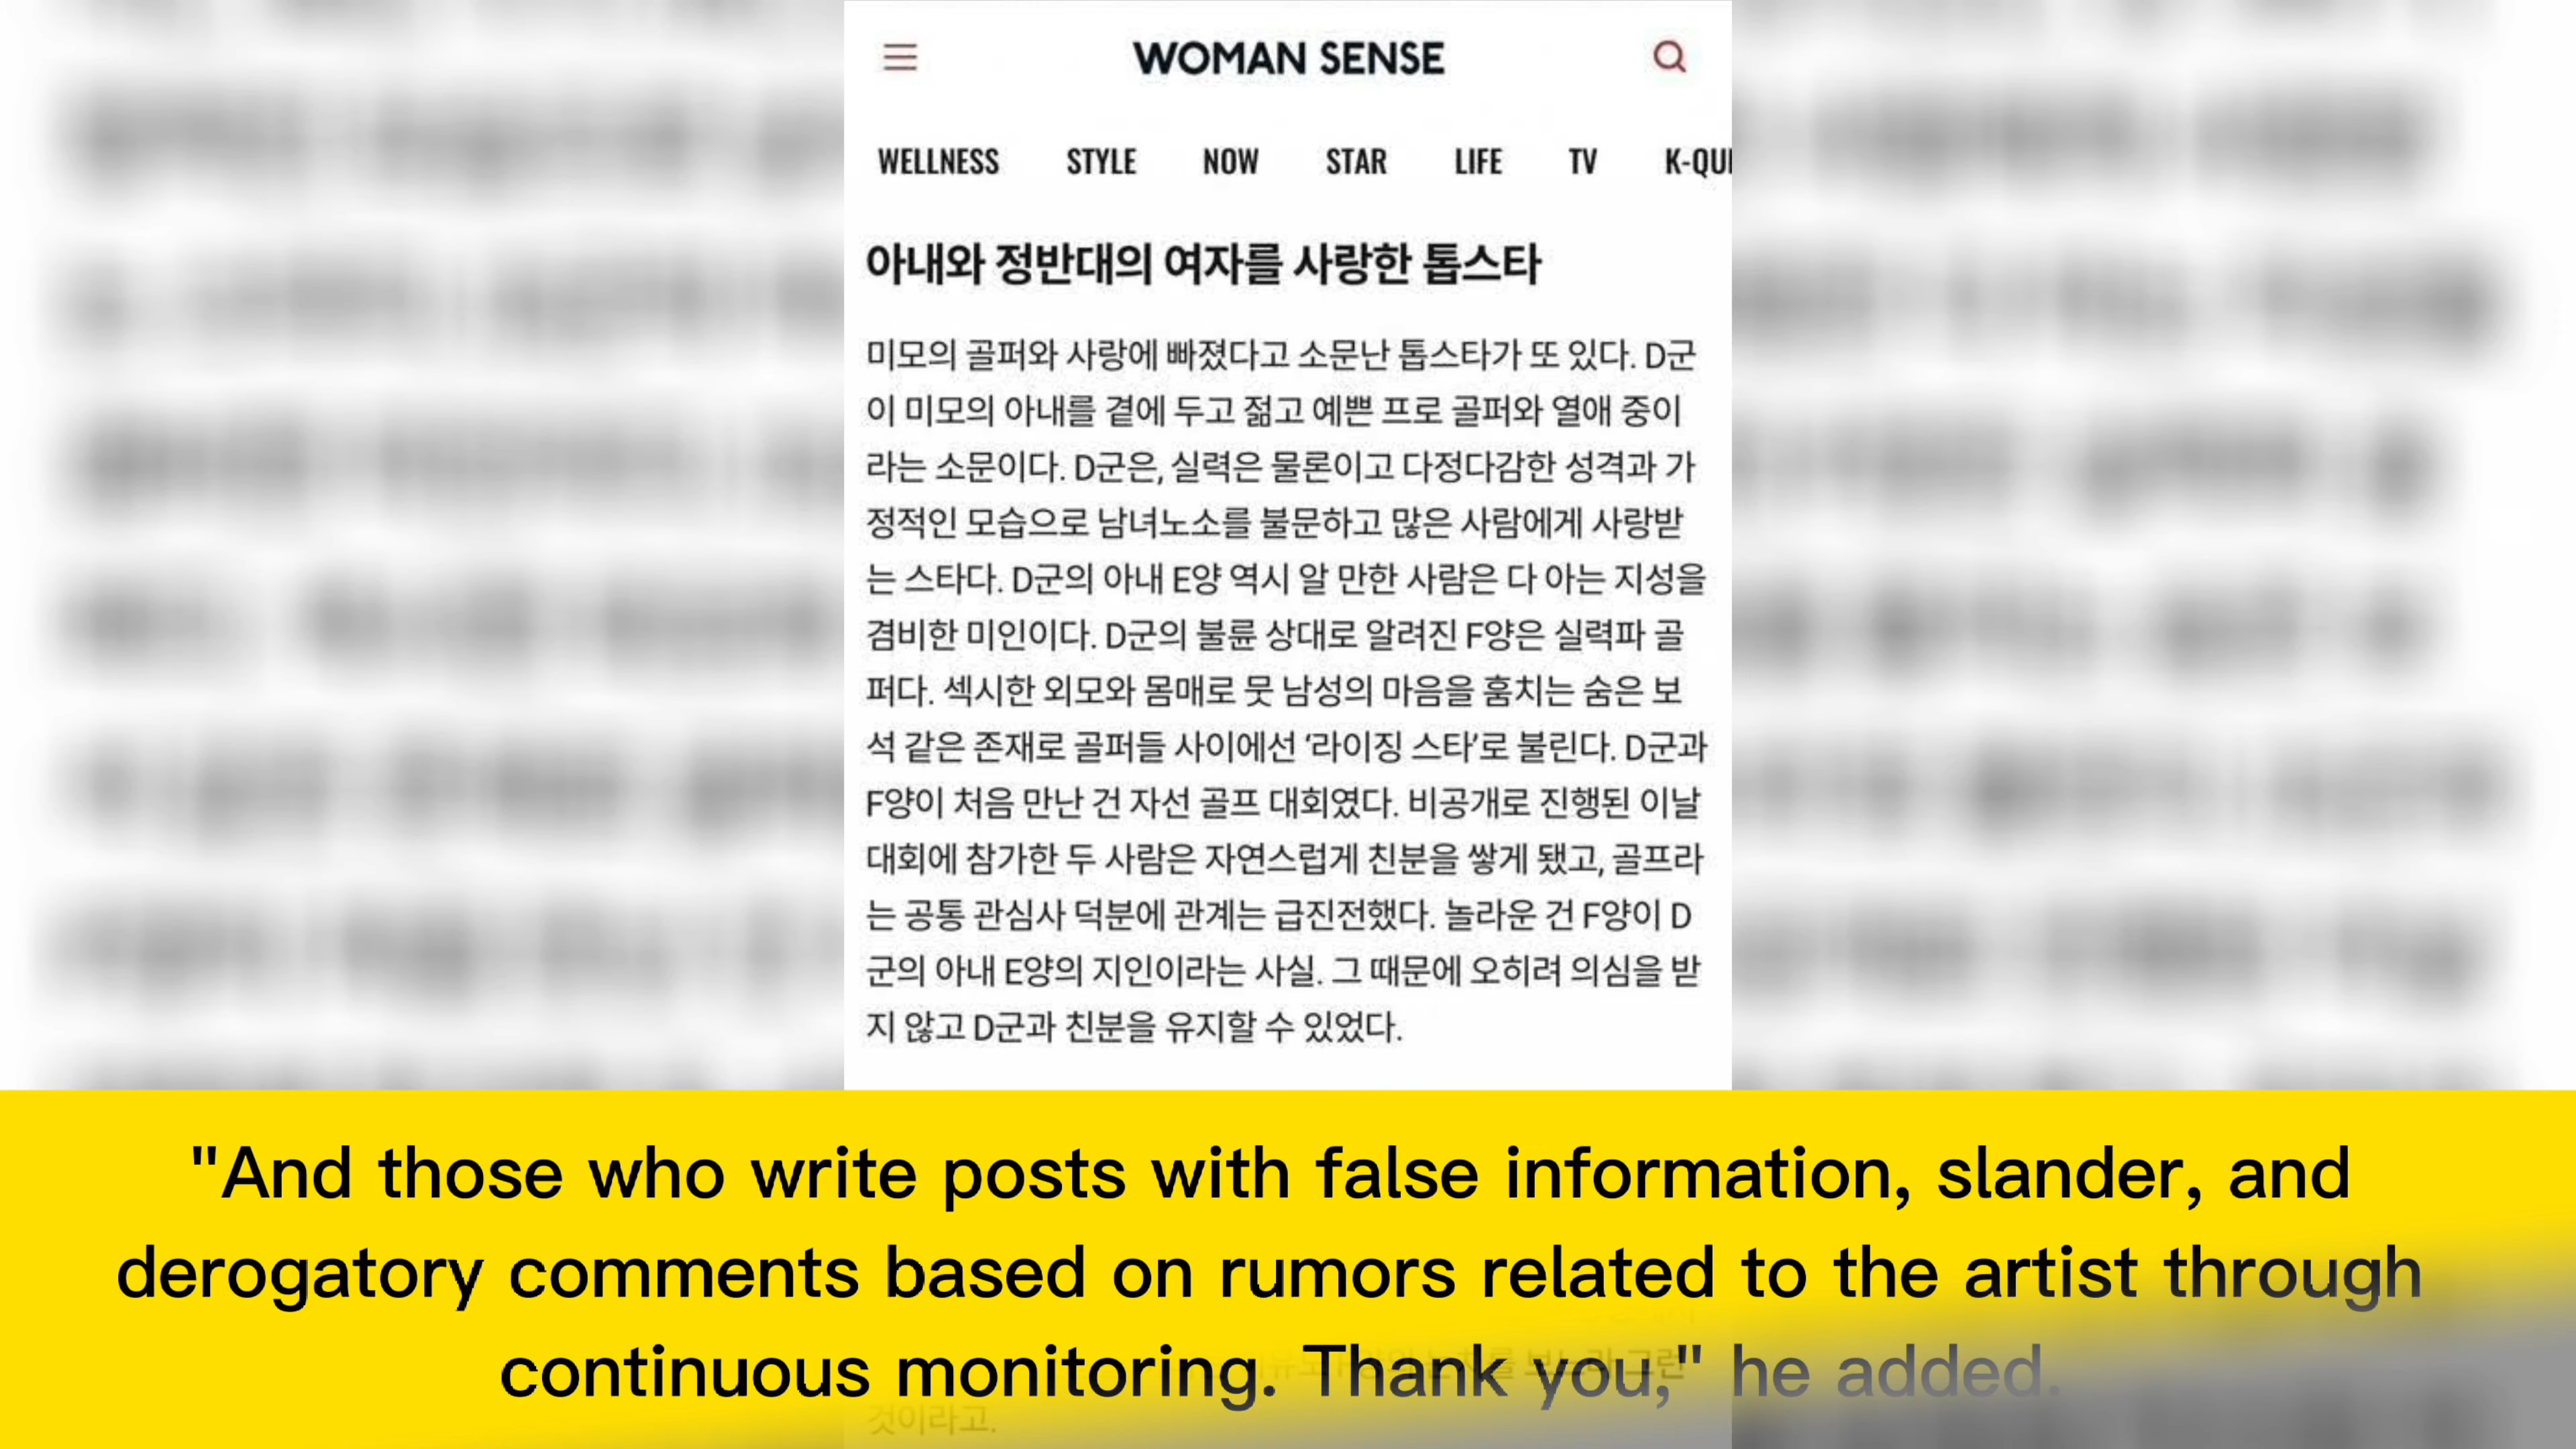 WOMAN SENSE
WELLNESS STYLE NOW STAR LIFE TV K-QU
아내와 정반대의 여자를 사랑한 톱스타
미모의 골퍼와 사랑에 빠졌다고 소문난 톱스타가 또 있다. D군
이 미모의 아내를 곁에 두고 젊고 예쁜 프로 골퍼와 열애 중이
라는 소문이다. D군은, 실력은 물론이고 다정다감한 성격과 가
정적인 모습으로 남녀노소를 불문하고 많은 사람에게 사랑받
는 스타다. D군의 아내 E양 역시 알 만한 사람은 다 아는 지성을
겸비한 미인이다. D군의 불륜 상대로 알려진 F양은 실력파 골
퍼다. 섹시한 외모와 몸매로 뭇 남성의 마음을 훔치는 숨은 보
석 같은 존재로 골퍼들 사이에선 ‘라이징 스타’로 불린다. D군과
F양이 처음 만난 건 자선 골프 대회였다. 비공개로 진행된 이날
대회에 참가한 두 사람은 자연스럽게 친분을 쌓게 됐고, 골프라
는 공통 관심사 덕분에 관계는 급진전했다. 놀라운 건 F양이 D
군의 아내 E양의 지인이라는 사실. 그 때문에 오히려 의심을 받
지 않고 D군과 친분을 유지할 수 있었다.
"And those who write posts with false information, slander, and
derogatory comments based on rumors related to the artist through
continuous monitoring. Thank you," he added.
것이라고.